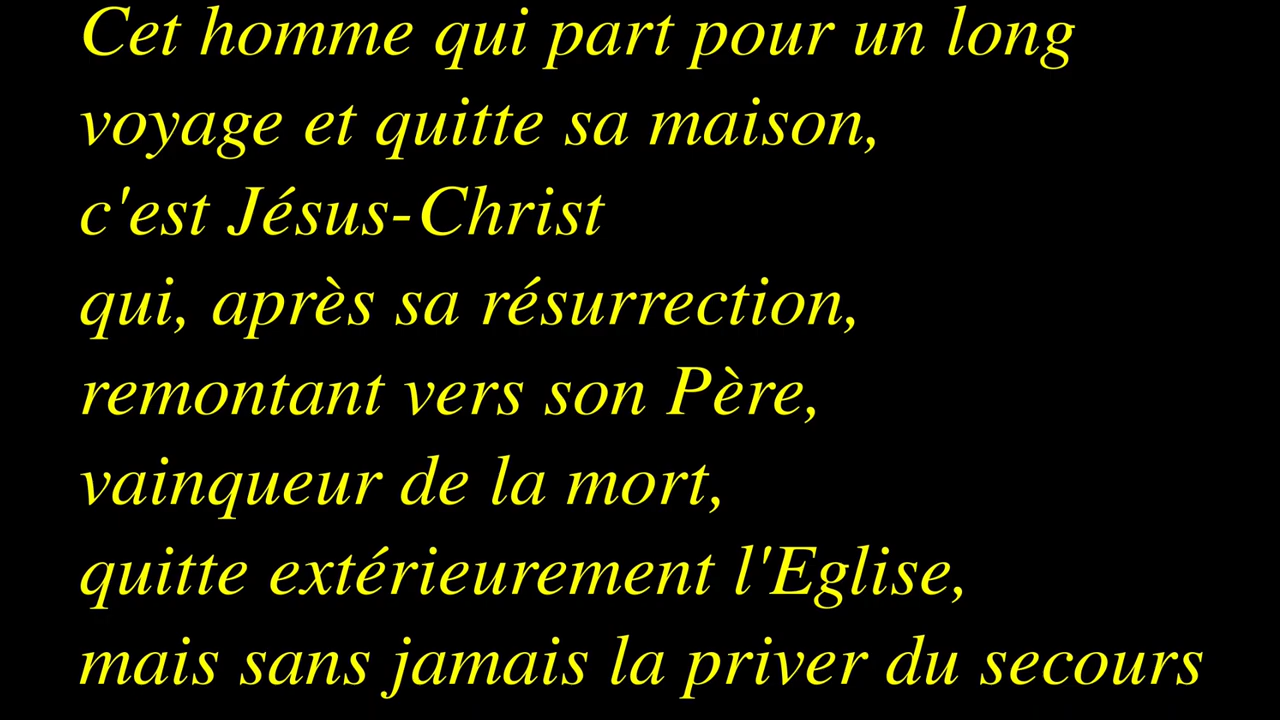 Cet homme qui part pour un long
voyage et quitte sa maison,
c'est Jésus-Christ
qui, après sa résurrection,
remontant vers son Père,
vainqueur de la mort,
quitte extérieurement l'Eglise,
mais sans jamais la priver du secours